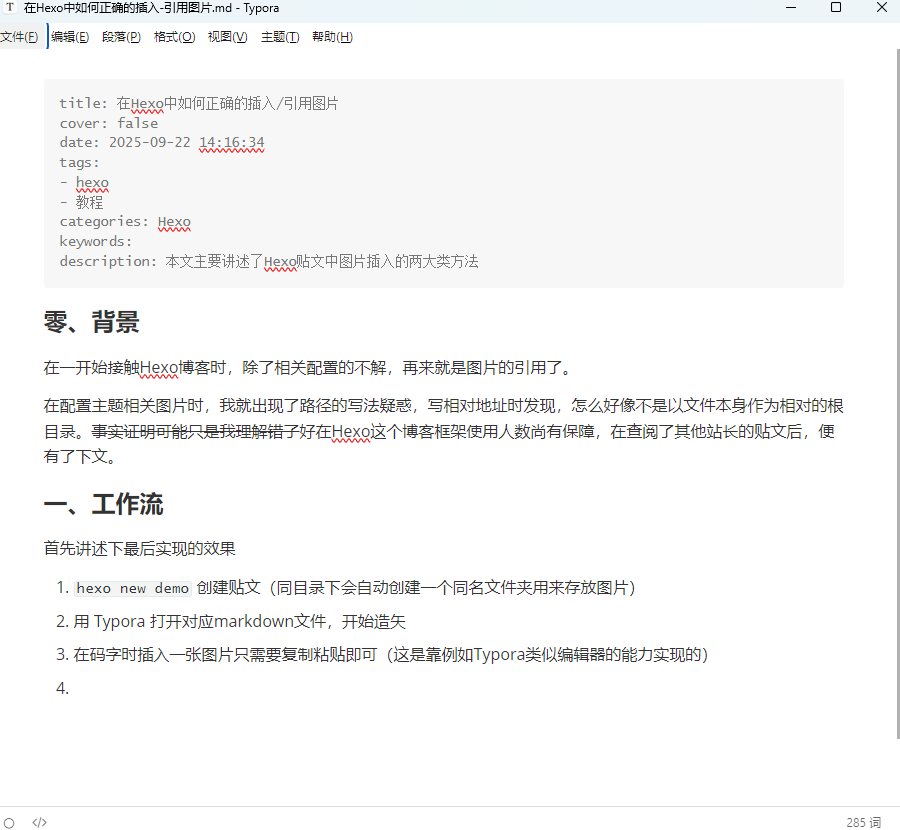 T 在Hexo中如何正确的插入-引用图片.md - Typora
文件(F) 编辑(E) 段落(P) 格式(O) 视图(V) 主题(T) 帮助(H)
title: 在Hexo中如何正确的插入/引用图片
cover: false
date: 2025-09-22 14:16:34
tags:
- hexo
- 教程
categories: Hexo
keywords:
description: 本文主要讲述了Hexo贴文中图片插入的两大类方法
零、背景
在一开始接触Hexo博客时，除了相关配置的不解，再来就是图片的引用了。
在配置主题相关图片时，我就出现了路径的写法疑惑，写相对地址时发现，怎么好像不是以文件本身作为相对的根
目录。事实证明可能只是我理解错了好在Hexo这个博客框架使用人数尚有保障，在查阅了其他站长的贴文后，便
有了下文。
一、工作流
首先讲述下最后实现的效果
1. hexo new demo 创建贴文（同目录下会自动创建一个同名文件夹用来存放图片）
2. 用 Typora 打开对应markdown文件，开始造矢
3. 在码字时插入一张图片只需要复制粘贴即可（这是靠例如Typora类似编辑器的能力实现的）
4.
</> 285 词